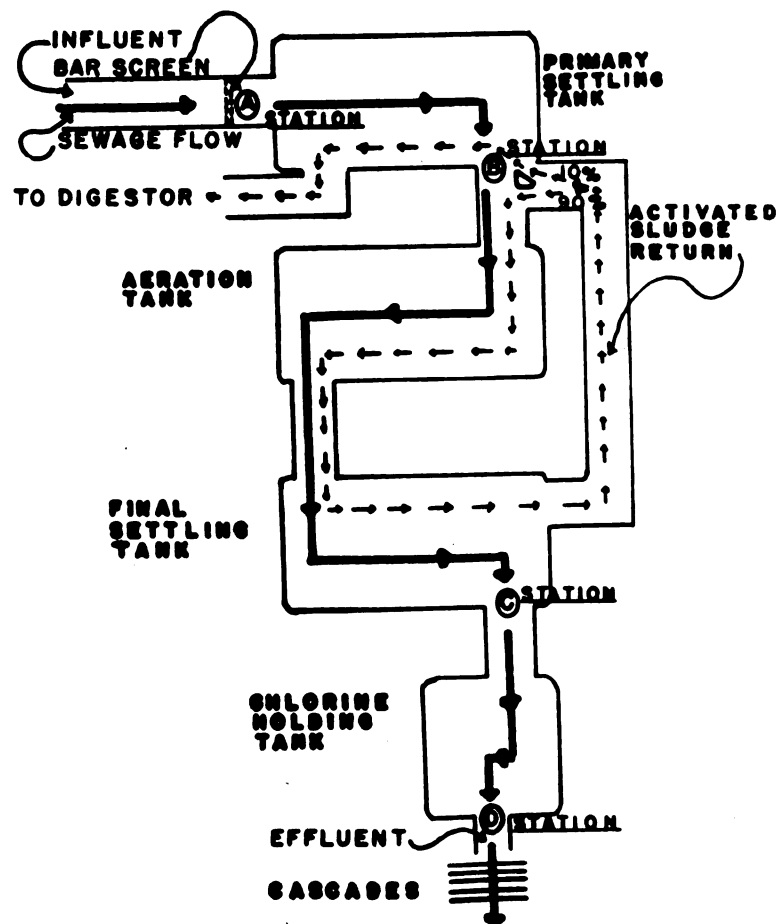 INFLUENT
BAR SCREEN
A
STATION
SEWAGE FLOW
PRIMARY
SETTLING
TANK
STATION
B
10%
90%
TO DIGESTOR
ACTIVATED
SLUDGE
RETURN
AERATION
TANK
FINAL
SETTLING
TANK
C
STATION
CHLORINE
HOLDING
TANK
D
STATION
EFFLUENT
CASCADES